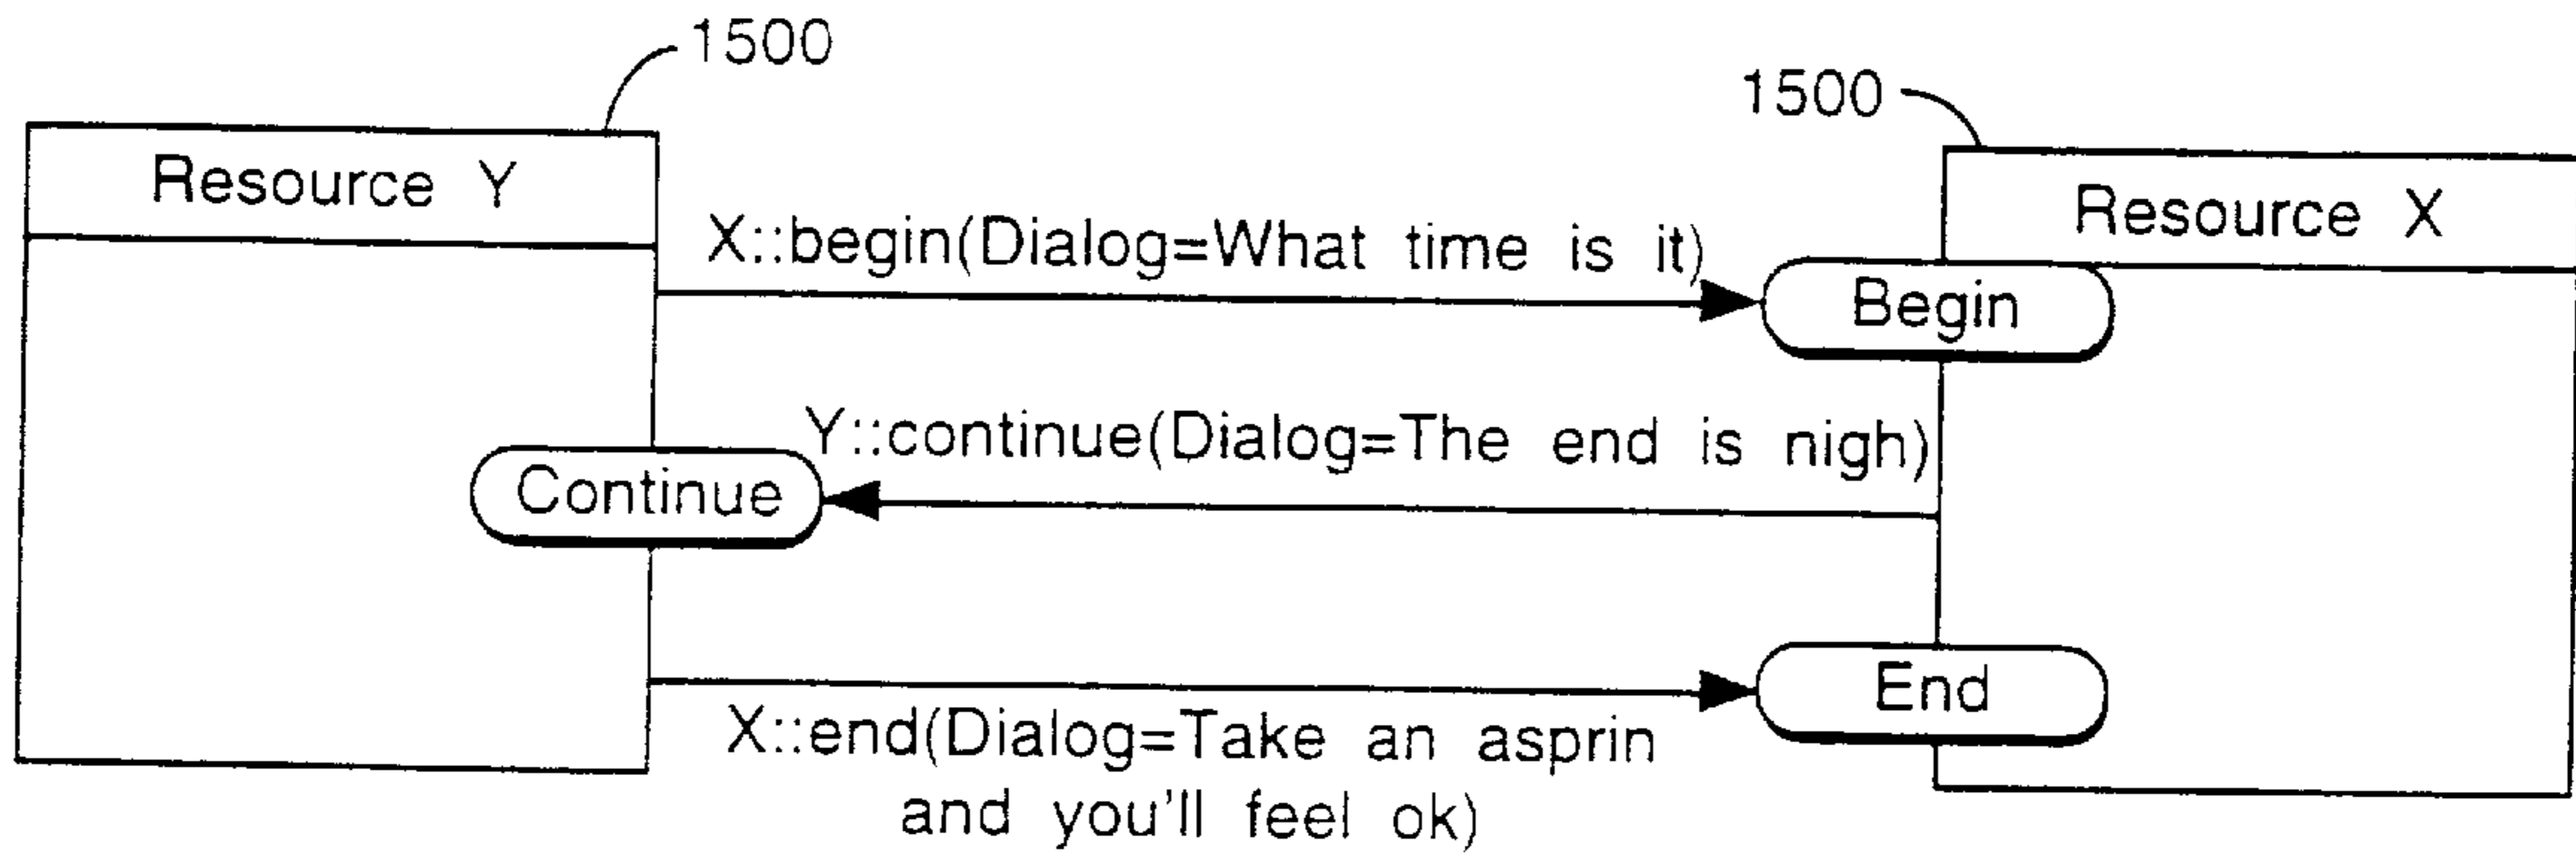 1500
1500
Resource Y
Resource X
X::begin(Dialog=What time is it)
Begin
Y::continue(Dialog=The end is nigh)
Continue
End
X::end(Dialog=Take an asprin
and you'll feel ok)